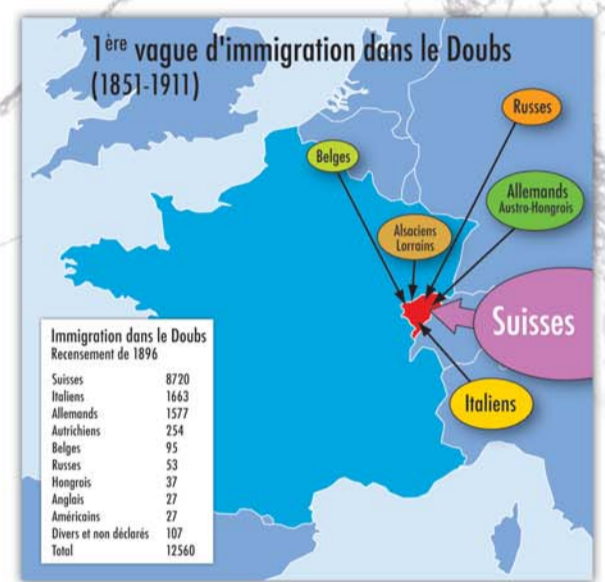 1ère vague d'immigration dans le Doubs
(1851-1911)
Russes
Belges
Allemands
Austro-Hongrois
Alsaciens
Lorrains
Suisses
Italiens
Immigration dans le Doubs
Recensement de 1896
Suisses 8720
Italiens 1663
Allemands 1577
Autrichiens 254
Belges 95
Russes 53
Hongrois 37
Anglais 27
Américains 27
Divers et non déclarés 107
Total 12560